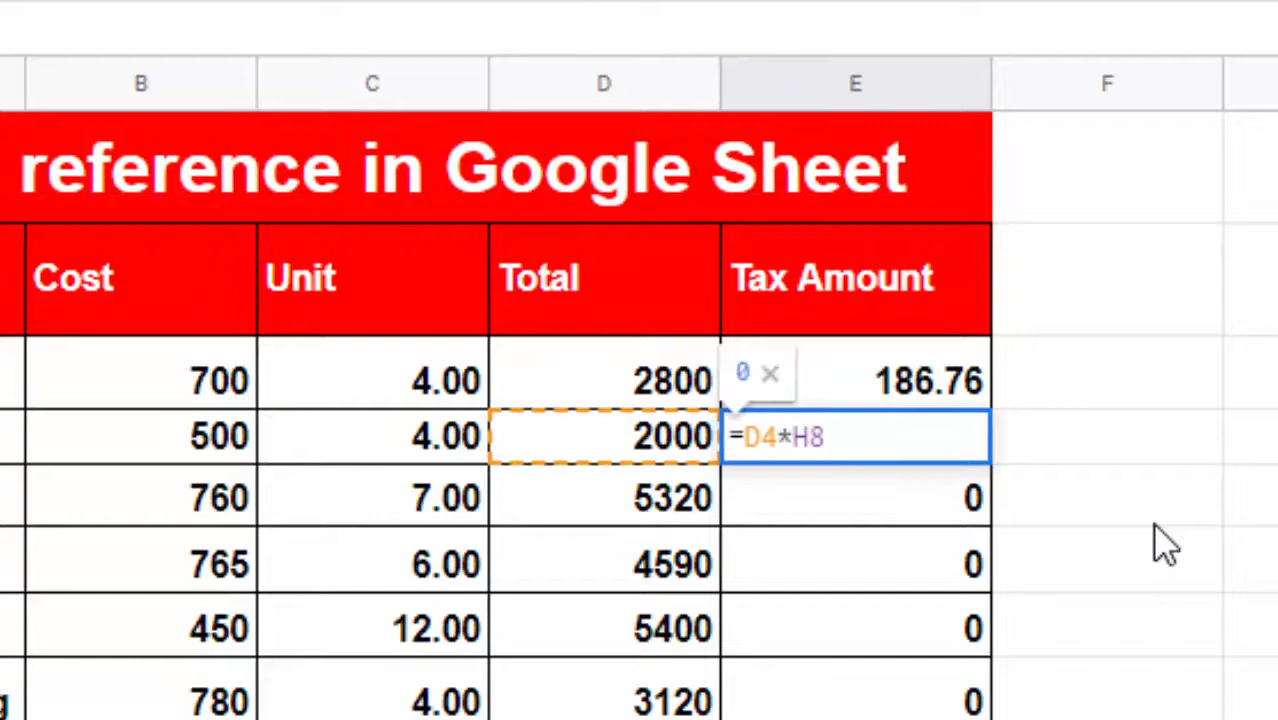 B C D E F
reference in Google Sheet
Cost Unit Total Tax Amount
700 4.00 2800 0 × 186.76
500 4.00 2000 =D4*H8
760 7.00 5320 0
765 6.00 4590 0
450 12.00 5400 0
g 780 4.00 3120 0